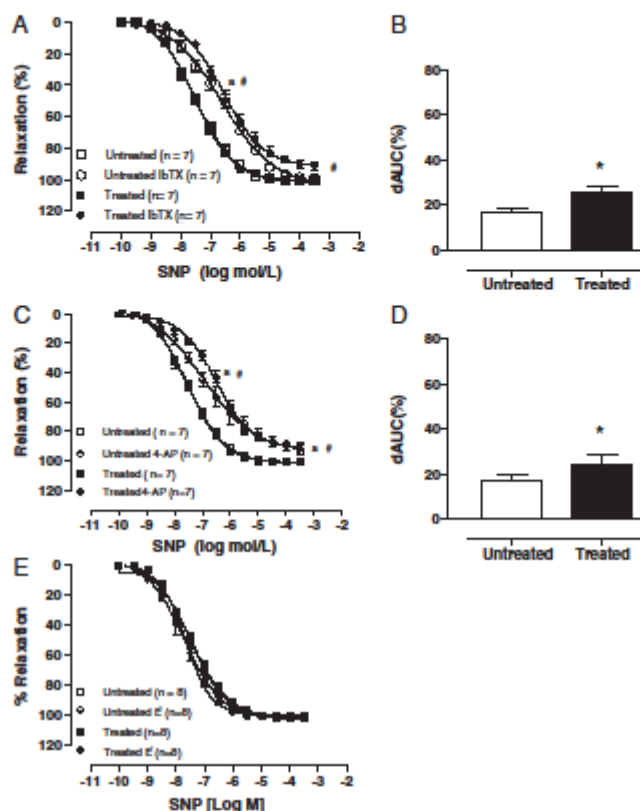 A
0
20
40
60
80
100
120
Relaxation (%)
* #
#
Untreated (n = 7)
Untreated IbTX (n = 7)
Treated (n = 7)
Treated IbTX (n = 7)
-11 -10 -9 -8 -7 -6 -5 -4 -3 -2
SNP (log mol/L)
B
80
60
40
20
0
dAUC(%)
*
Untreated Treated
C
0
20
40
60
80
100
120
Relaxation (%)
* #
* #
Untreated ( n = 7)
Untreated 4-AP ( n = 7)
Treated ( n = 7)
Treated4-AP (n=7)
-11 -10 -9 -8 -7 -6 -5 -4 -3 -2
SNP (log mol/L)
D
80
60
40
20
0
dAUC(%)
*
Untreated Treated
E
0
20
40
60
80
100
120
% Relaxation
Untreated (n = 8)
Untreated E' (n=8)
Treated (n=8)
Treated E' (n=8)
-11 -10 -9 -8 -7 -6 -5 -4 -3 -2
SNP [Log M]